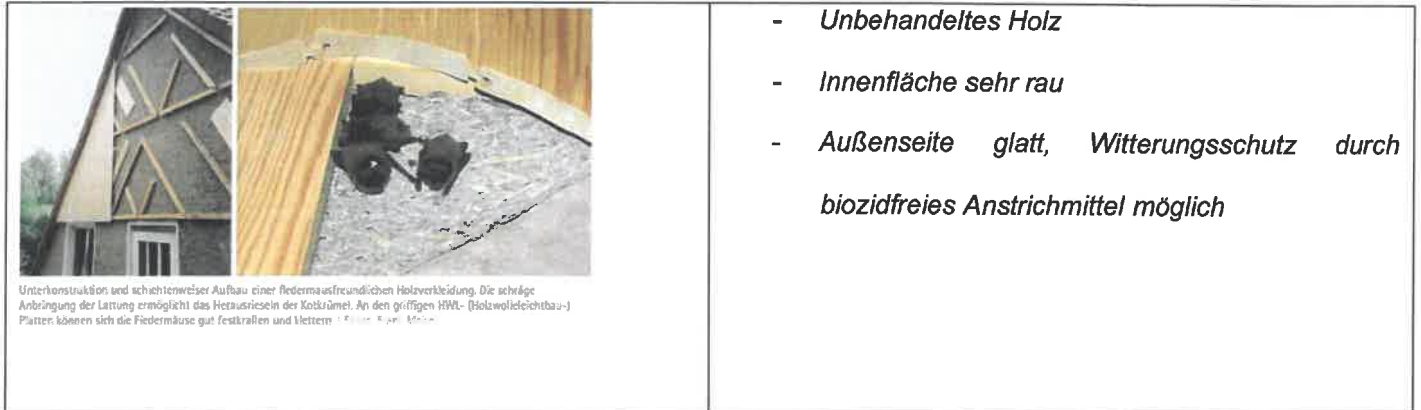 Unterkonstruktion und schichtenweiser Aufbau einer fledermausfreundlichen Holzverkleidung. Die schräge
Anbringung der Lattung ermöglicht das Herausrieseln der Kotkrümel. An den griffigen HWL- (Holzwolleleichtbau-)
Platten können sich die Fledermäuse gut festkrallen und klettern
- Unbehandeltes Holz
- Innenfläche sehr rau
- Außenseite glatt, Witterungsschutz durch
biozidfreies Anstrichmittel möglich